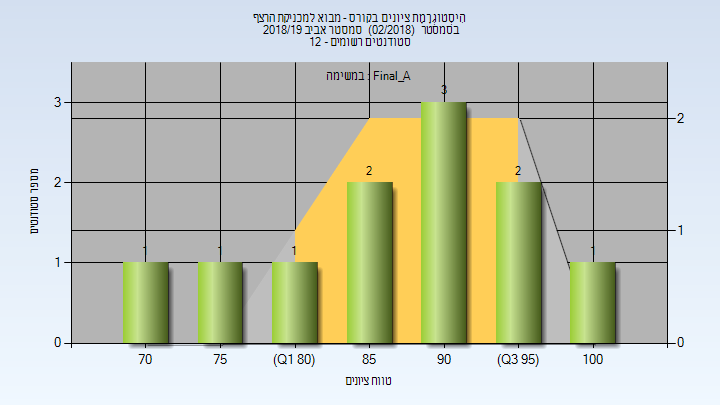 הִיסְטוֹגְרָמַת ציונים בקורס - מבוא למכניקת הרצף
בסמסטר (02/2018) סמסטר אביב 2018/19
סטודנטים רשומים - 12
במשימה : Final_A
3
2
2
1
1
1
1
3
2
1
0
2
1
0
מספר סטודנטים
70 75 (Q1 80) 85 90 (Q3 95) 100
טווח ציונים